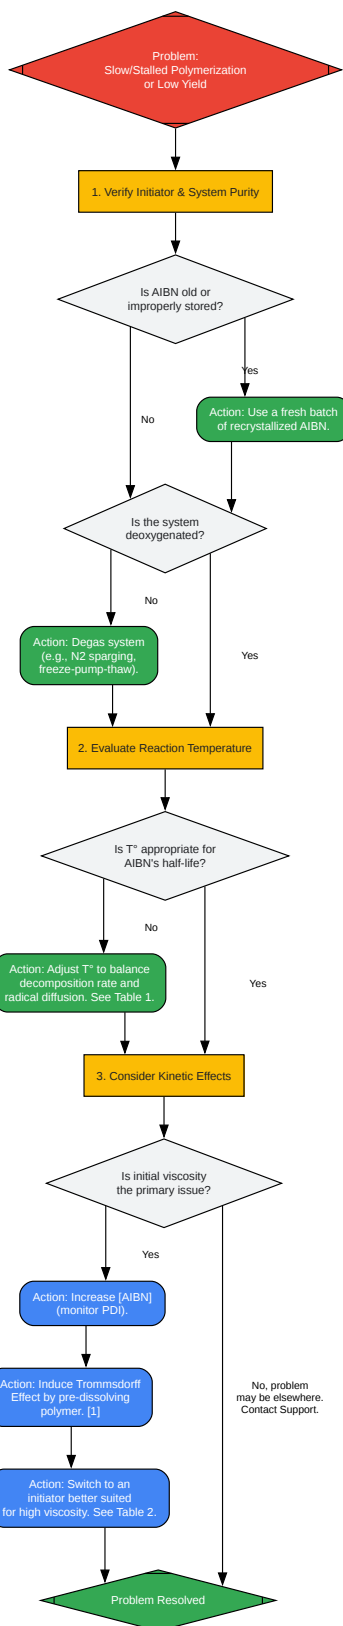 Problem:
Slow/Stalled Polymerization
or Low Yield
1. Verify Initiator & System Purity
Is AIBN old or
improperly stored?
Yes
Action: Use a fresh batch
of recrystallized AIBN.
No
Is the system
deoxygenated?
No
Action: Degas system
(e.g., N2 sparging,
freeze-pump-thaw).
Yes
2. Evaluate Reaction Temperature
Is T° appropriate for
AIBN's half-life?
No
Action: Adjust T° to balance
decomposition rate and
radical diffusion. See Table 1.
Yes
3. Consider Kinetic Effects
Is initial viscosity
the primary issue?
Yes
Action: Increase [AIBN]
(monitor PDI).
Action: Induce Trommsdorff
Effect by pre-dissolving
polymer. [1]
No, problem
may be elsewhere.
Contact Support.
Action: Switch to an
initiator better suited
for high viscosity. See Table 2.
Problem Resolved